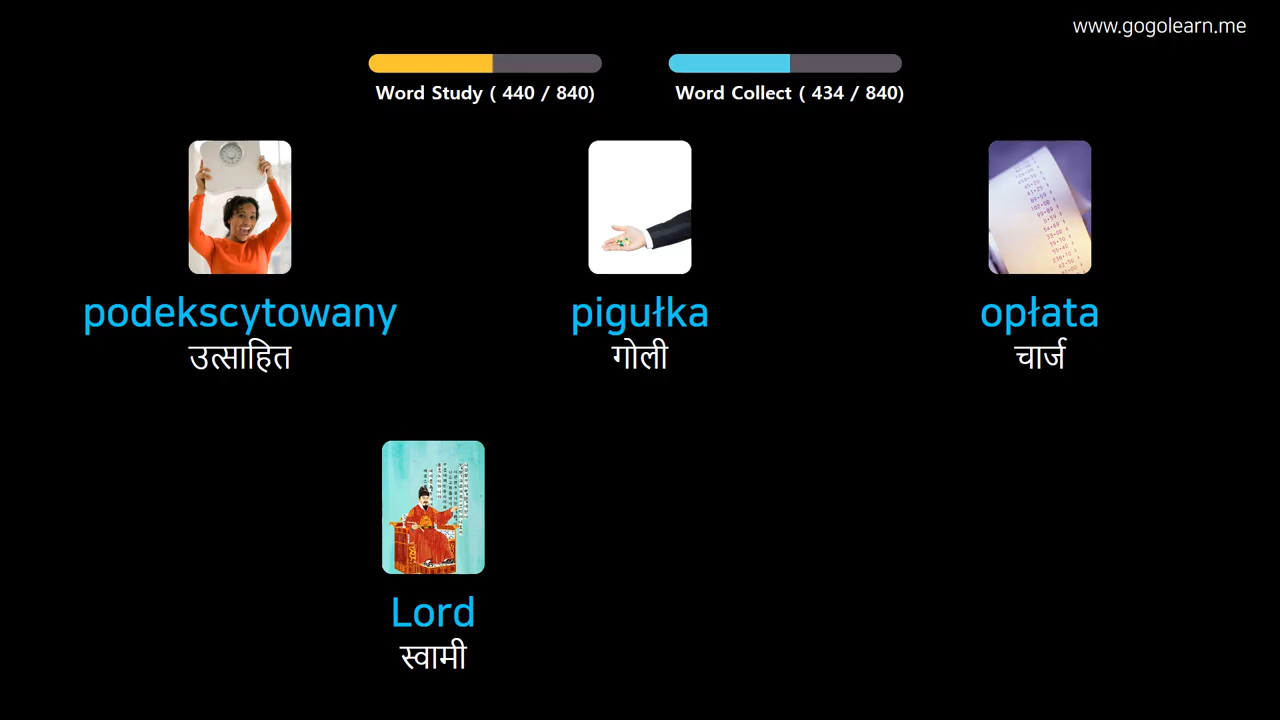 www.gogolearn.me
Word Study ( 440 / 840)
Word Collect ( 434 / 840)
podekscytowany
उत्साहित
pigułka
गोली
opłata
चार्ज
Lord
स्वामी